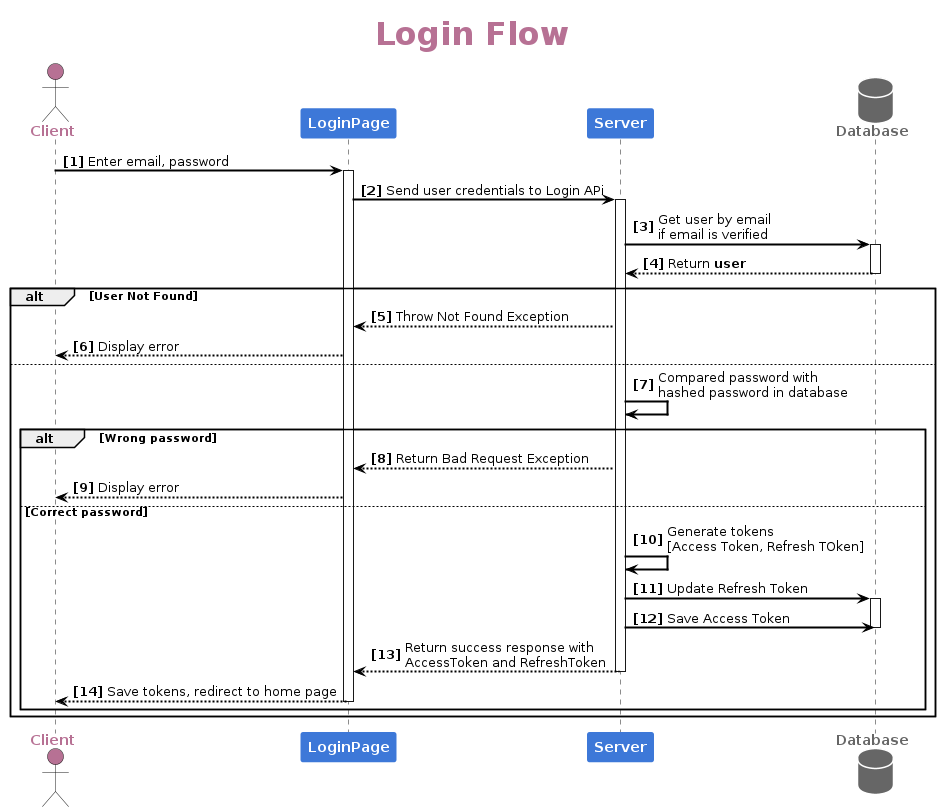 Login Flow
Client
LoginPage
Server
Database
[1] Enter email, password
[2] Send user credentials to Login APi
[3] Get user by email
if email is verified
[4] Return user
alt [User Not Found]
[5] Throw Not Found Exception
[6] Display error
[7] Compared password with
hashed password in database
alt [Wrong password]
[8] Return Bad Request Exception
[9] Display error
[Correct password]
[10] Generate tokens
[Access Token, Refresh TOken]
[11] Update Refresh Token
[12] Save Access Token
[13] Return success response with
AccessToken and RefreshToken
[14] Save tokens, redirect to home page
Client
LoginPage
Server
Database